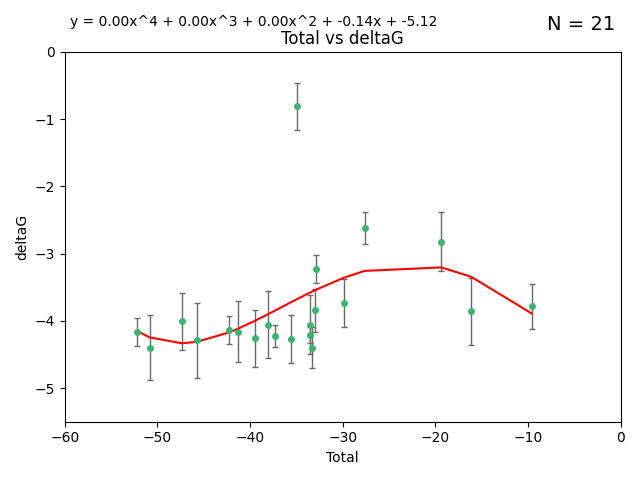 y = 0.00x^4 + 0.00x^3 + 0.00x^2 + -0.14x + -5.12
N = 21
Total vs deltaG
0
−1
−2
−3
−4
−5
deltaG
−60 −50 −40 −30 −20 −10 0
Total